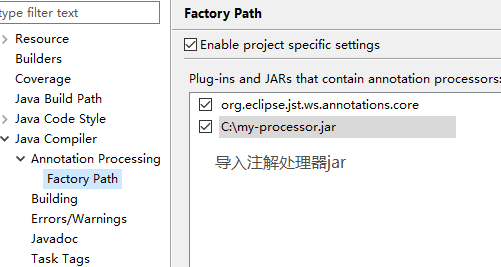 type filter text
Resource
Builders
Coverage
Java Build Path
Java Code Style
Java Compiler
Annotation Processing
Factory Path
Building
Errors/Warnings
Javadoc
Task Tags
Factory Path
Enable project specific settings
Plug-ins and JARs that contain annotation processors:
org.eclipse.jst.ws.annotations.core
C:\my-processor.jar
导入注解处理器jar